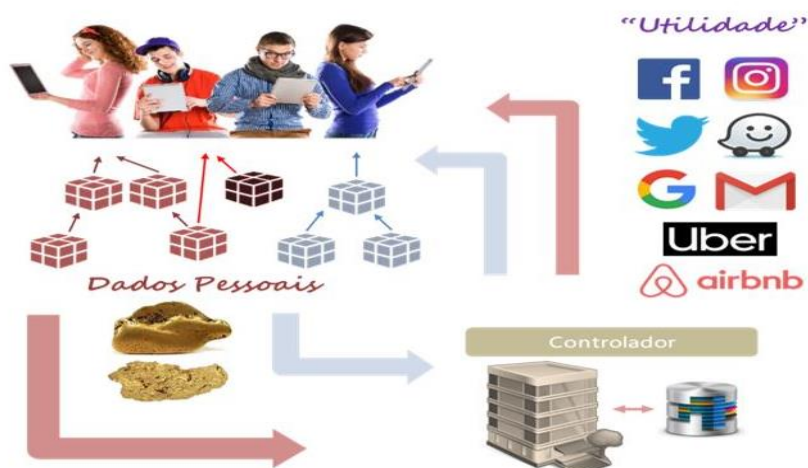 “Utilidade”
Uber
airbnb
Dados Pessoais
Controlador